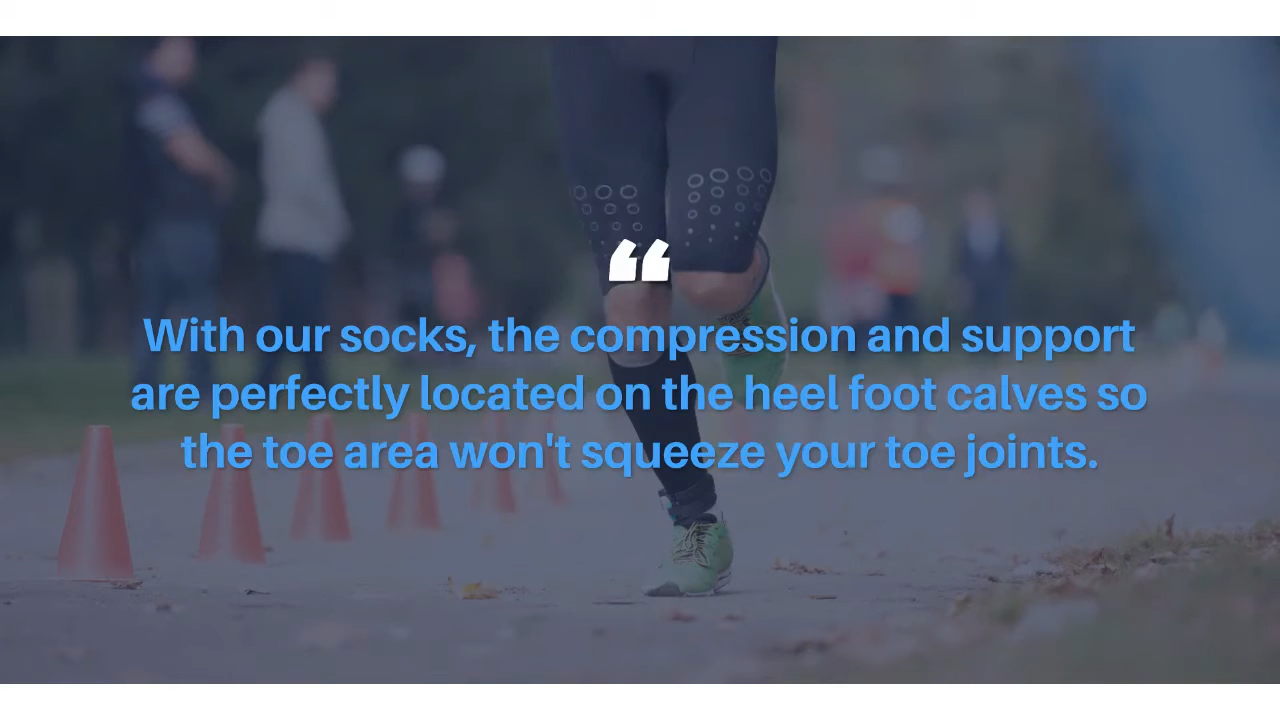 ❝
With our socks, the compression and support
are perfectly located on the heel foot calves so
the toe area won't squeeze your toe joints.